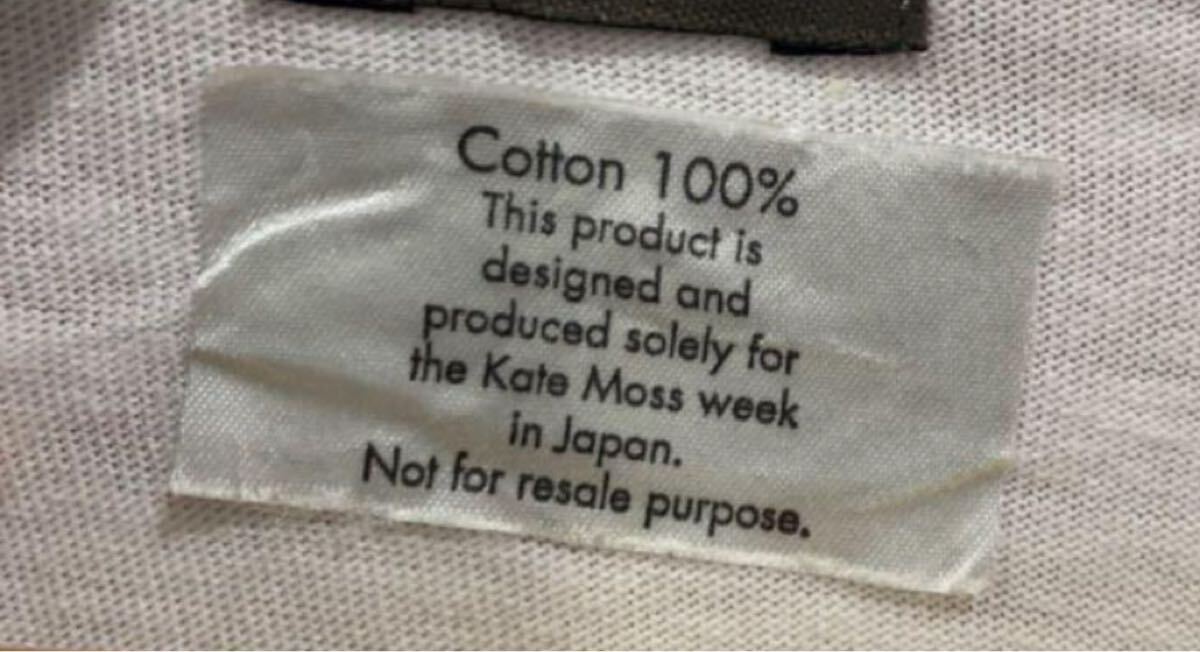 Cotton 100%
This product is
designed and
produced solely for
the Kate Moss week
in Japan.
Not for resale purpose.